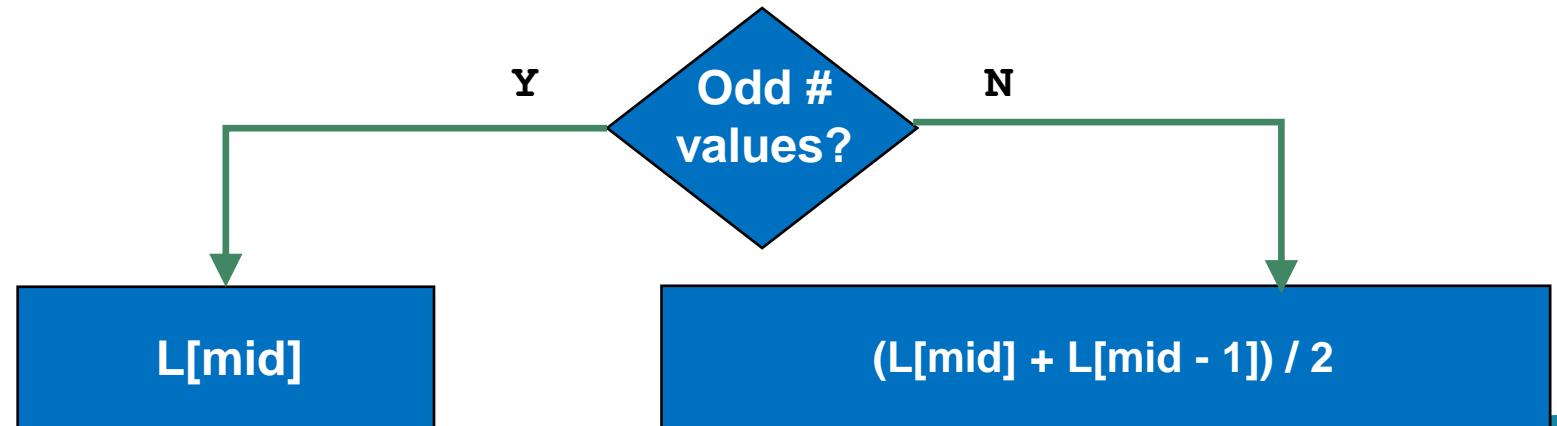 Y
Odd #
values?
N
L[mid]
(L[mid] + L[mid - 1]) / 2